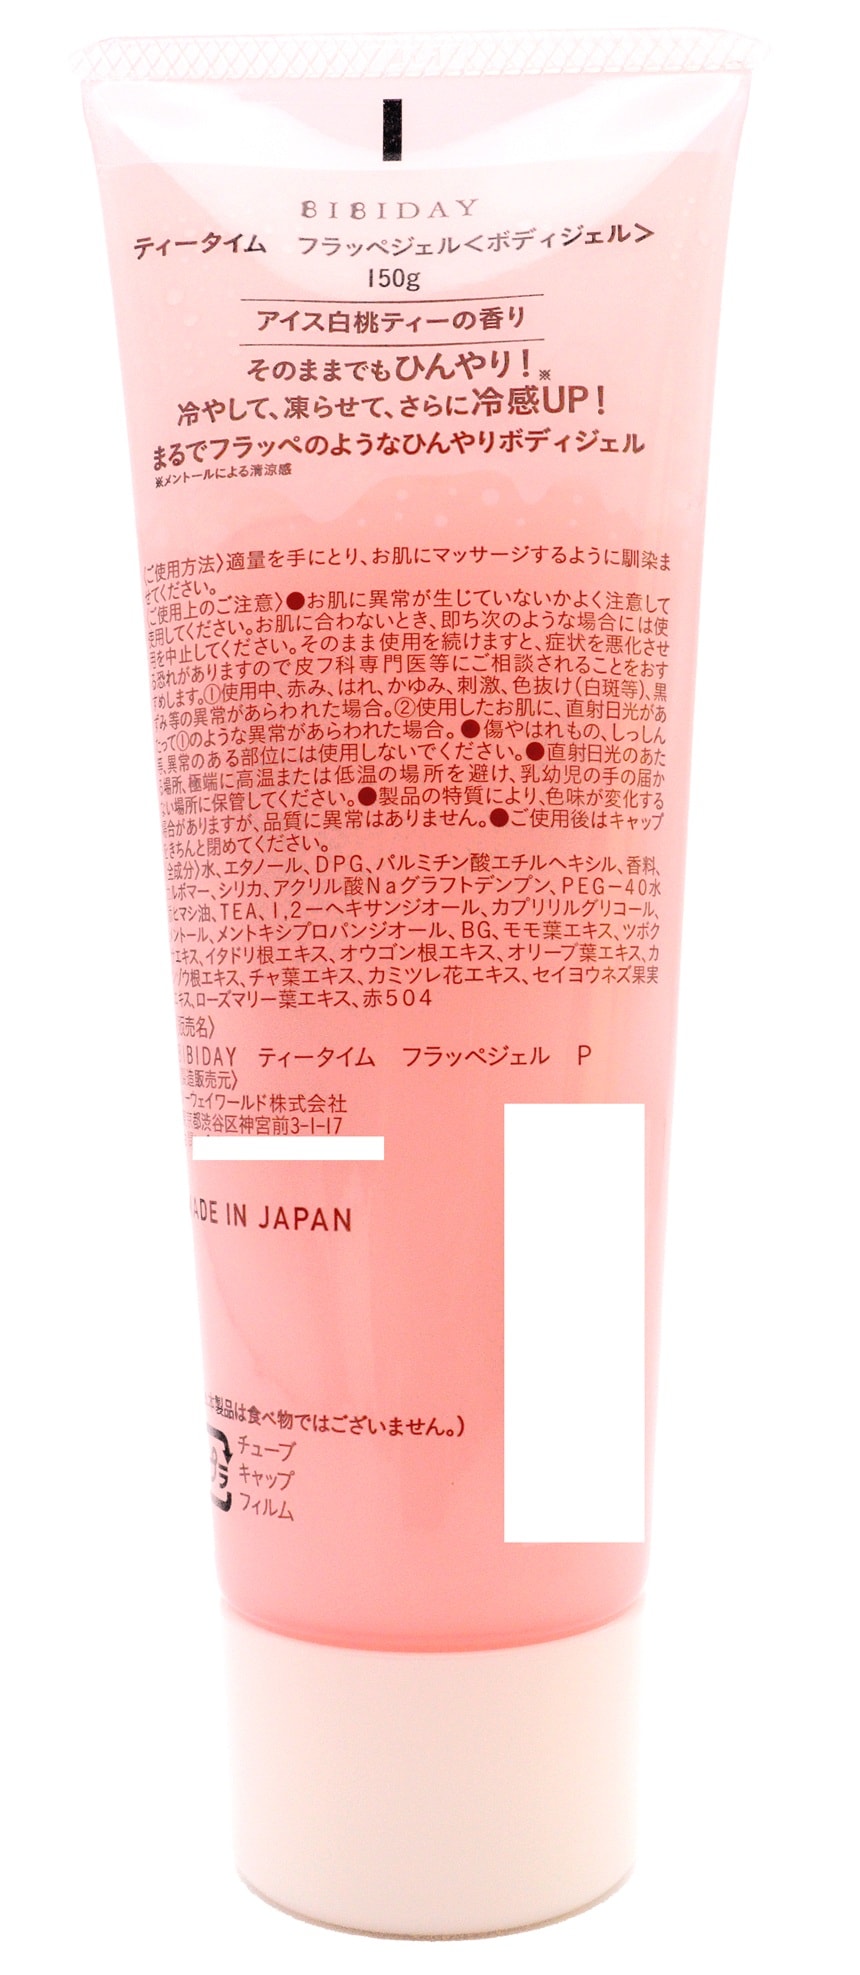 BIBIDAY
ティータイム　フラッペジェル<ボディジェル>
150g
アイス白桃ティーの香り
そのままでもひんやり!※
冷やして、凍らせて、さらに冷感UP!
まるでフラッペのようなひんやりボディジェル
※メントールによる清涼感
〈ご使用方法〉適量を手にとり、お肌にマッサージするように馴染ま
せてください。
ご使用上のご注意〉●お肌に異常が生じていないかよく注意して
使用してください。お肌に合わないとき、即ち次のような場合には使
用を中止してください。そのまま使用を続けますと、症状を悪化させ
る恐れがありますので皮フ科専門医等にご相談されることをおす
すめします。①使用中、赤み、はれ、かゆみ、刺激、色抜け(白斑等)、黒
ずみ等の異常があらわれた場合。②使用したお肌に、直射日光があ
たって①のような異常があらわれた場合。●傷やはれもの、しっしん
等、異常のある部位には使用しないでください。●直射日光のあた
る場所、極端に高温または低温の場所を避け、乳幼児の手の届か
ない場所に保管してください。●製品の特質により、色味が変化する
場合がありますが、品質に異常はありません。●ご使用後はキャップ
をきちんと閉めてください。
全成分〉水、エタノール、DPG、パルミチン酸エチルヘキシル、香料、
ルボマー、シリカ、アクリル酸Naグラフトデンプン、PEG-40水
ヒマシ油、TEA、1,2-ヘキサンジオール、カプリリルグリコール、
メントール、メントキシプロパンジオール、BG、モモ葉エキス、ツボク
エキス、イタドリ根エキス、オウゴン根エキス、オリーブ葉エキス、カ
ンゾウ根エキス、チャ葉エキス、カミツレ花エキス、セイヨウネズ果実
エキス、ローズマリー葉エキス、赤504
販売名〉
BIBIDAY　ティータイム　フラッペジェル　P
製造販売元〉
ーウェイワールド株式会社
京都渋谷区神宮前3-1-17
MADE IN JAPAN
本製品は食べ物ではございません。)
プラ
チューブ
キャップ
フィルム